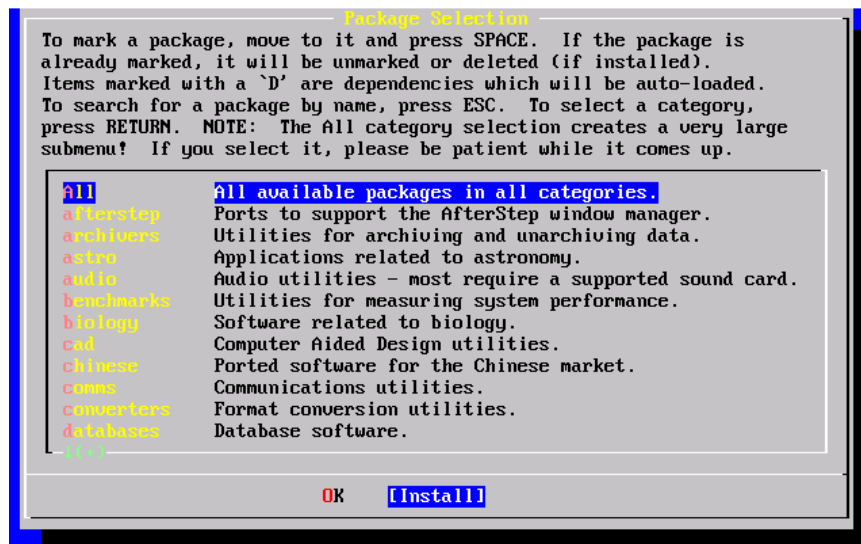 Package Selection
To mark a package, move to it and press SPACE.  If the package is
already marked, it will be unmarked or deleted (if installed).
Items marked with a `D' are dependencies which will be auto-loaded.
To search for a package by name, press ESC.  To select a category,
press RETURN.  NOTE:  The All category selection creates a very large
submenu!  If you select it, please be patient while it comes up.
All All available packages in all categories.
afterstep Ports to support the AfterStep window manager.
archivers Utilities for archiving and unarchiving data.
astro Applications related to astronomy.
audio Audio utilities - most require a supported sound card.
benchmarks Utilities for measuring system performance.
biology Software related to biology.
cad Computer Aided Design utilities.
chinese Ported software for the Chinese market.
comms Communications utilities.
converters Format conversion utilities.
databases Database software.
↓(+)
OK [Install]